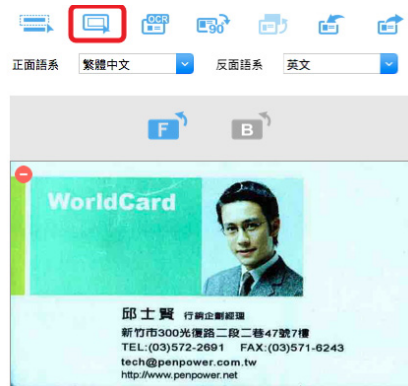 OCR
90°
正面語系 繁體中文 反面語系 英文
F B
WorldCard
邱士賢 行銷企劃經理
新竹市300光復路二段二巷47號7樓
TEL:(03)572-2691 FAX:(03)571-6243
tech@penpower.com.tw
http://www.penpower.net